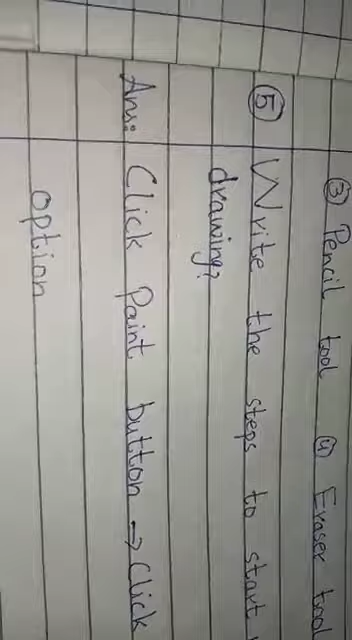 ③ Pencil tool ④ Eraser tool
⑤ Write the steps to start
drawing?
Ans: Click Paint button → Click
option